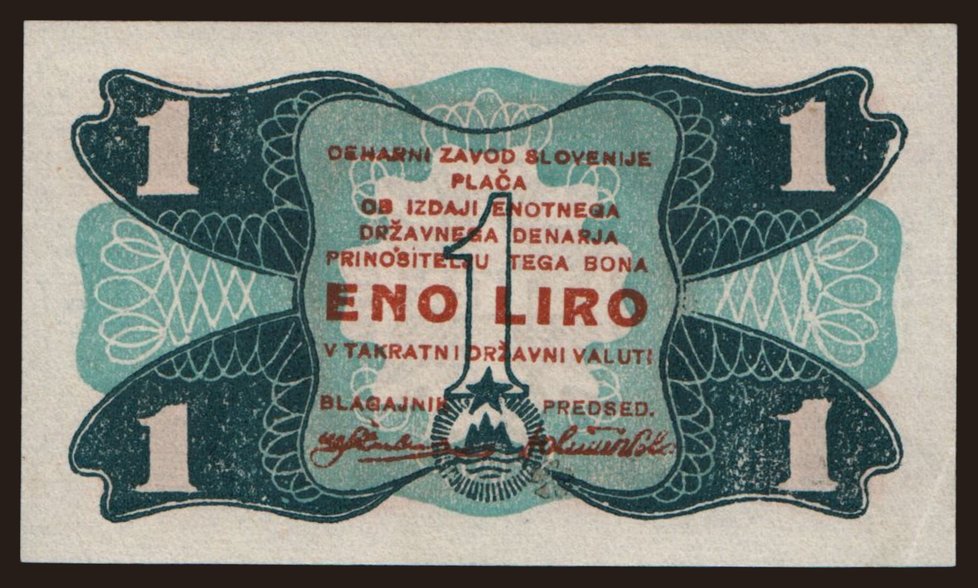 1 1
DENARNI ZAVOD SLOVENIJE
PLAČA
OB IZDAJI ENOTNEGA
DRŽAVNEGA DENARJA
PRINOSITELJU TEGA BONA
ENO LIRO
1
V TAKRATNI DRŽAVNI VALUTI
BLAGAJNIK PREDSED.
1 1